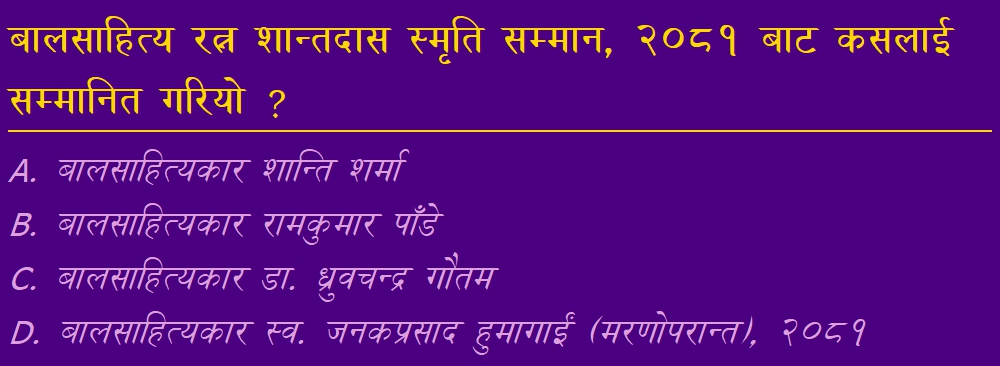 बालसाहित्य रत्न शान्तदास स्मृति सम्मान, २०८१ बाट कसलाई
सम्मानित गरियो ?
A. बालसाहित्यकार शान्ति शर्मा
B. बालसाहित्यकार रामकुमार पाँडे
C. बालसाहित्यकार डा. ध्रुवचन्द्र गौतम
D. बालसाहित्यकार स्व. जनकप्रसाद हुमागाईं (मरणोपरान्त), २०८१